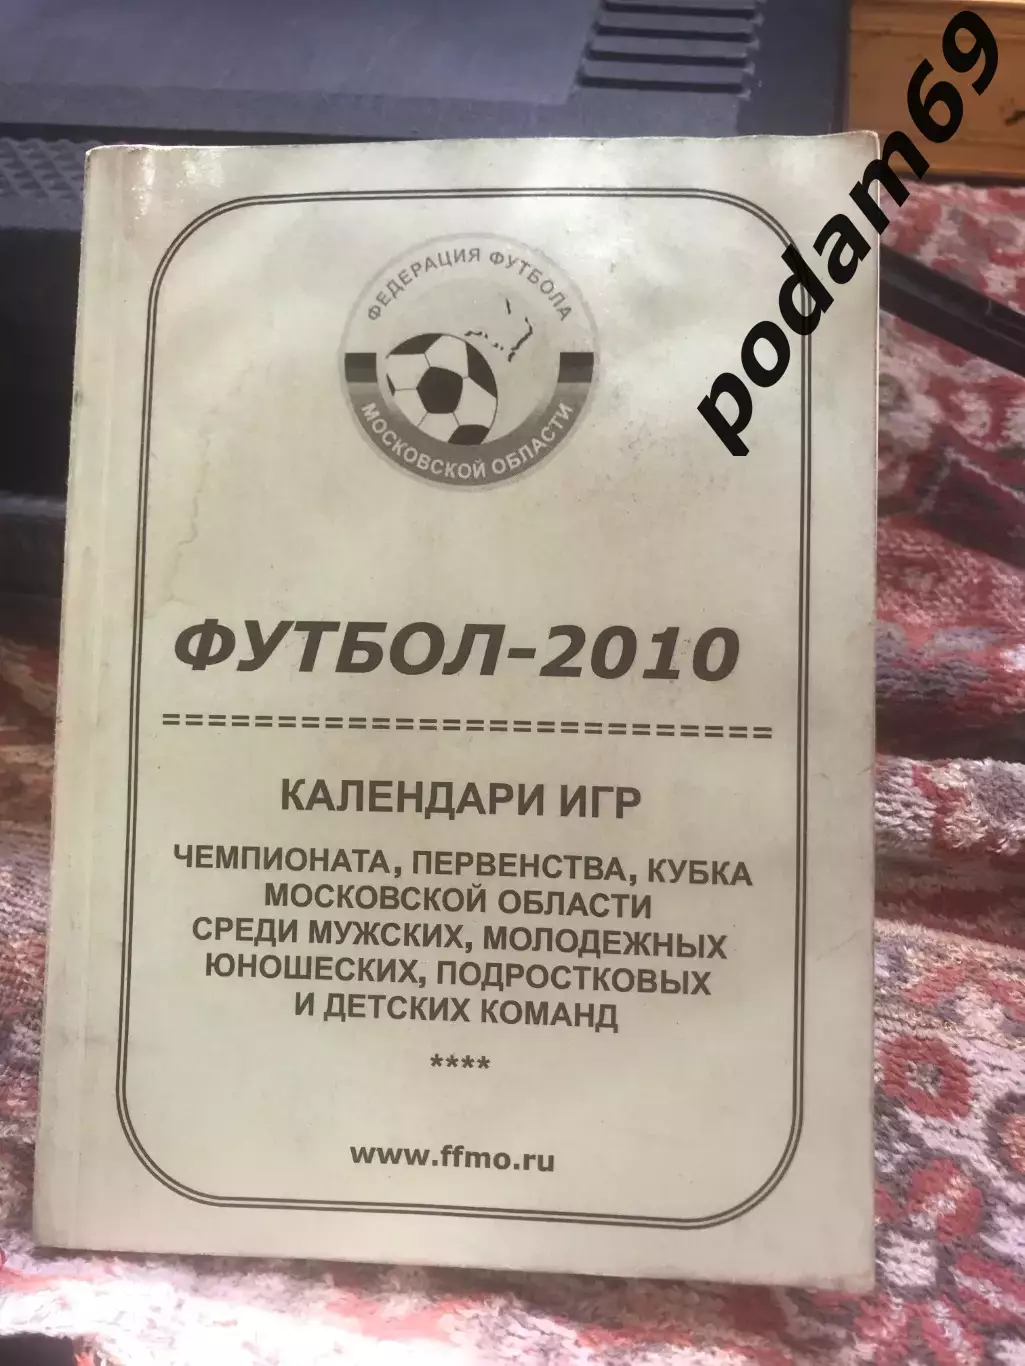 podam69
ФЕДЕРАЦИЯ ФУТБОЛА
МОСКОВСКОЙ ОБЛАСТИ
ФУТБОЛ-2010
===========================
КАЛЕНДАРИ ИГР
ЧЕМПИОНАТА, ПЕРВЕНСТВА, КУБКА
МОСКОВСКОЙ ОБЛАСТИ
СРЕДИ МУЖСКИХ, МОЛОДЕЖНЫХ
ЮНОШЕСКИХ, ПОДРОСТКОВЫХ
И ДЕТСКИХ КОМАНД
****
www.ffmo.ru